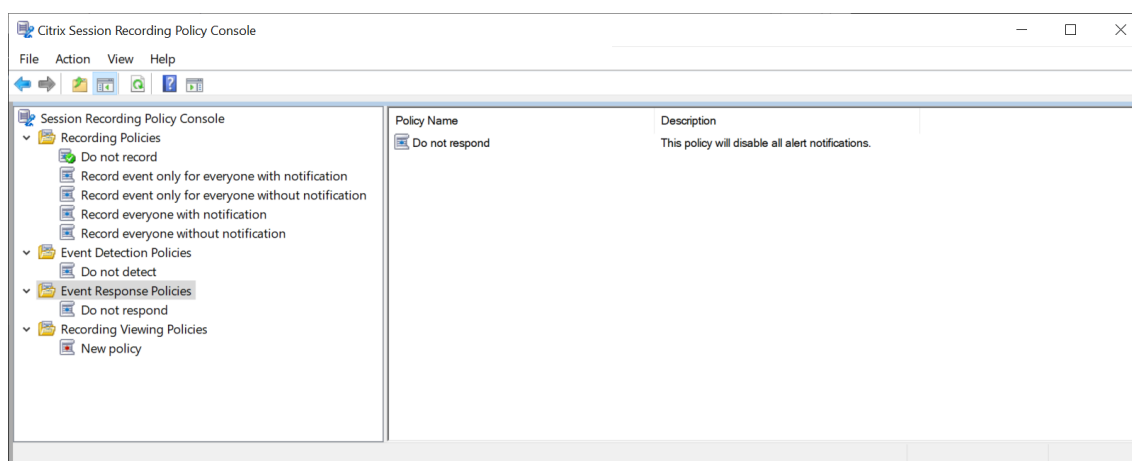 Citrix Session Recording Policy Console
File Action View Help
Session Recording Policy Console
Recording Policies
Do not record
Record event only for everyone with notification
Record event only for everyone without notification
Record everyone with notification
Record everyone without notification
Event Detection Policies
Do not detect
Event Response Policies
Do not respond
Recording Viewing Policies
New policy
Policy Name Description
Do not respond This policy will disable all alert notifications.